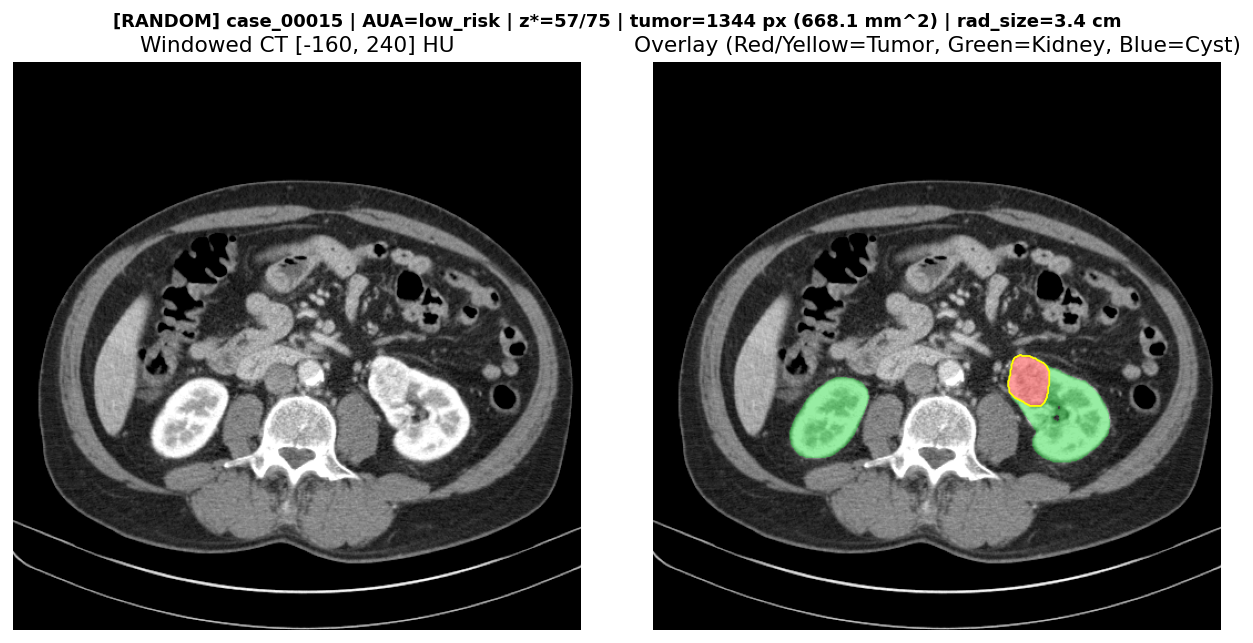 [RANDOM] case_00015 | AUA=low_risk | z*=57/75 | tumor=1344 px (668.1 mm^2) | rad_size=3.4 cm
Windowed CT [-160, 240] HU
Overlay (Red/Yellow=Tumor, Green=Kidney, Blue=Cyst)